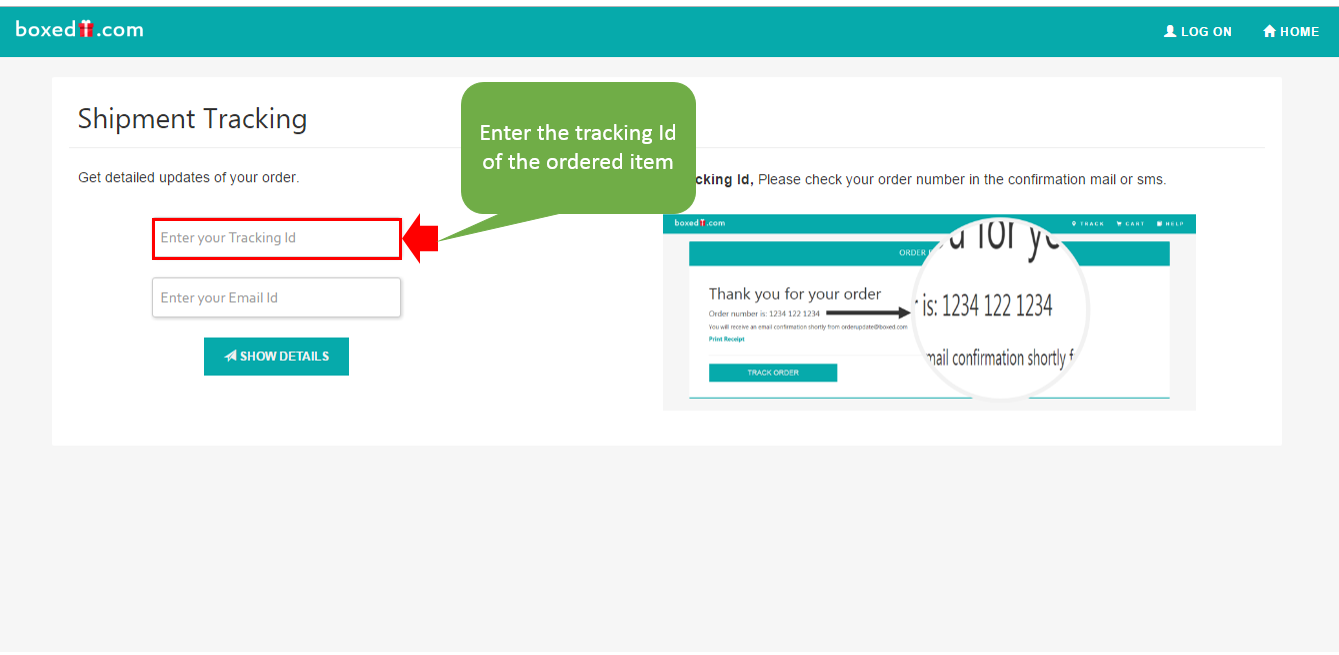 boxed.com
LOG ON
HOME
Shipment Tracking
Enter the tracking Id
of the ordered item
Get detailed updates of your order.
cking Id, Please check your order number in the confirmation mail or sms.
Enter your Tracking Id
Enter your Email Id
SHOW DETAILS
boxed.com
TRACK
CART
HELP
ORDER
Thank you for your order
Order number is: 1234 122 1234
You will receive an email confirmation shortly from orderupdate@boxed.com
Print Receipt
TRACK ORDER
d for yo
is: 1234 122 1234
mail confirmation shortly f